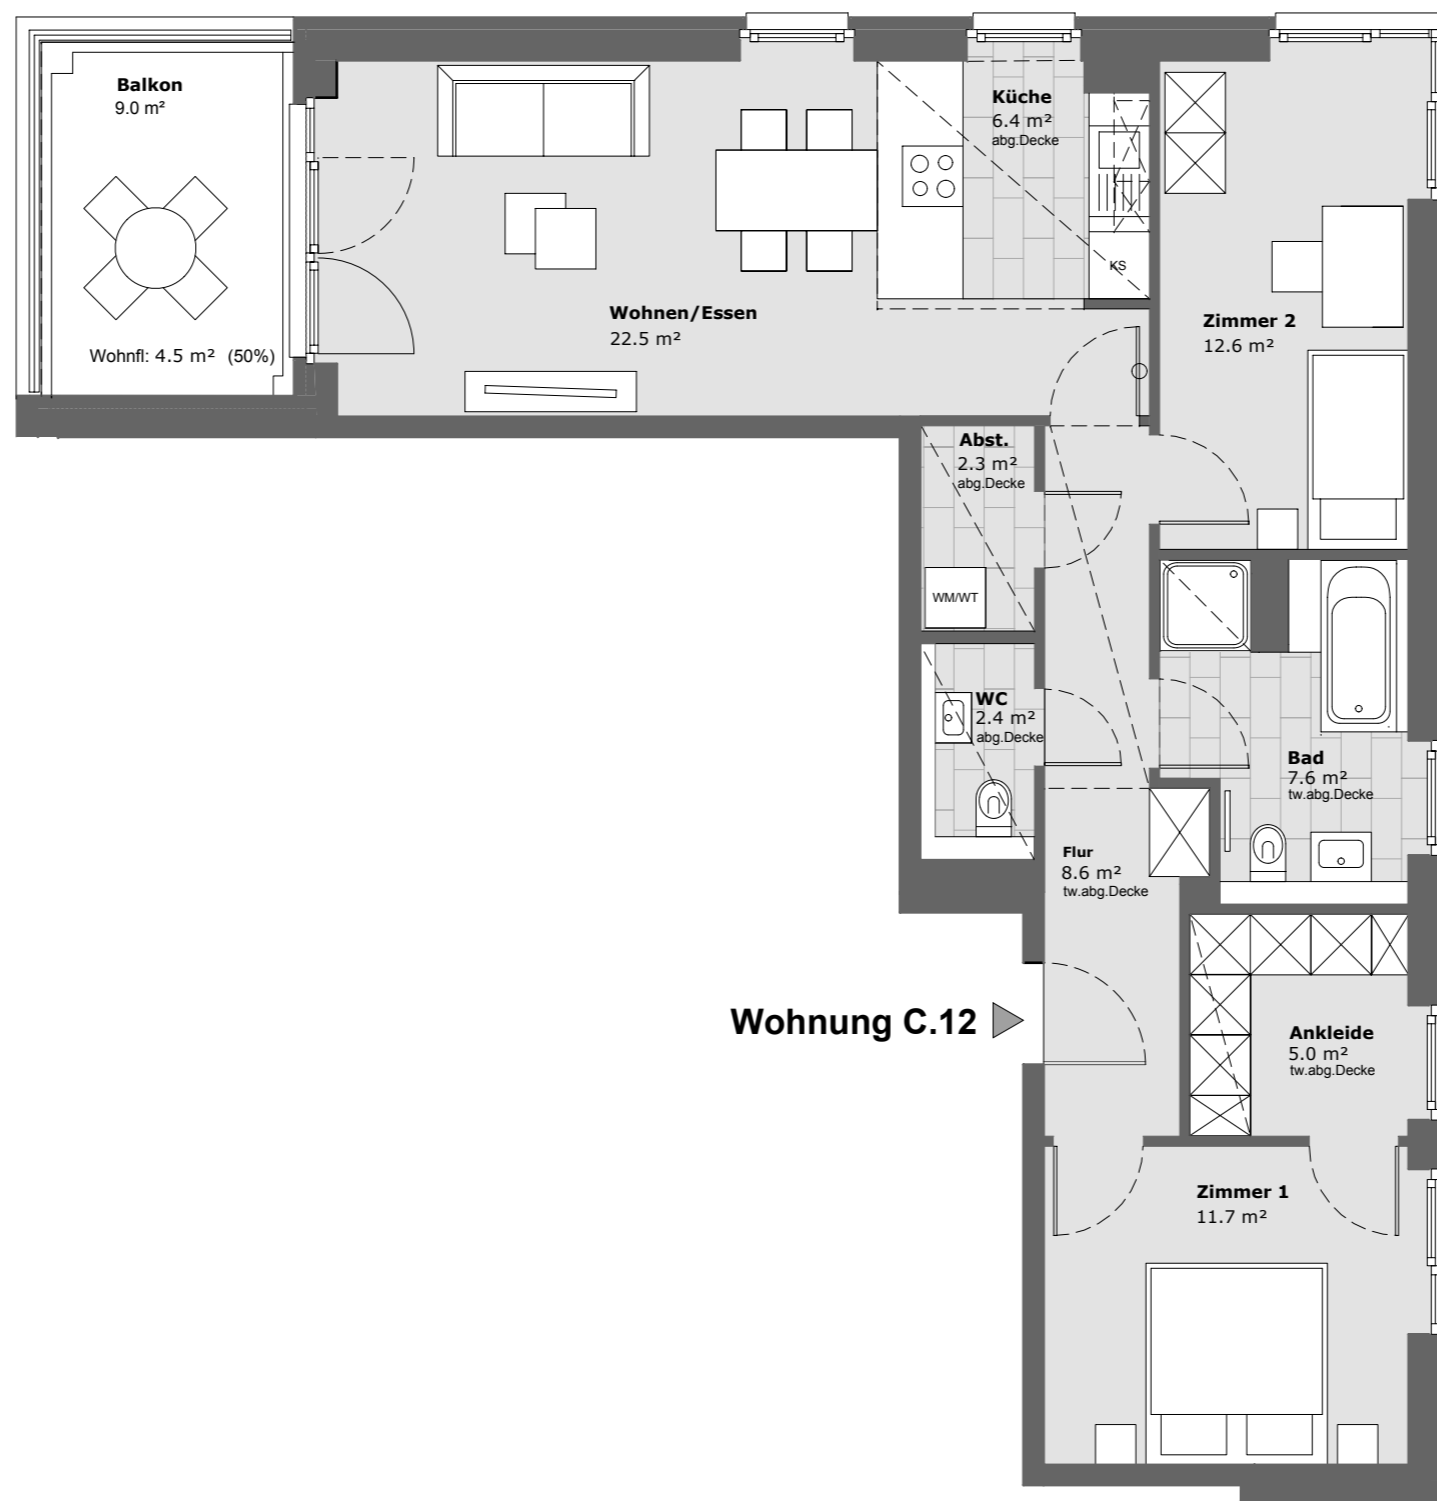 Balkon
9.0 m²
Wohnfl: 4.5 m² (50%)
Wohnen/Essen
22.5 m²
Küche
6.4 m²
abg.Decke
KS
Zimmer 2
12.6 m²
Abst.
2.3 m²
abg.Decke
WM/WT
WC
2.4 m²
abg.Decke
Bad
7.6 m²
tw.abg.Decke
Flur
8.6 m²
tw.abg.Decke
Wohnung C.12
Ankleide
5.0 m²
tw.abg.Decke
Zimmer 1
11.7 m²